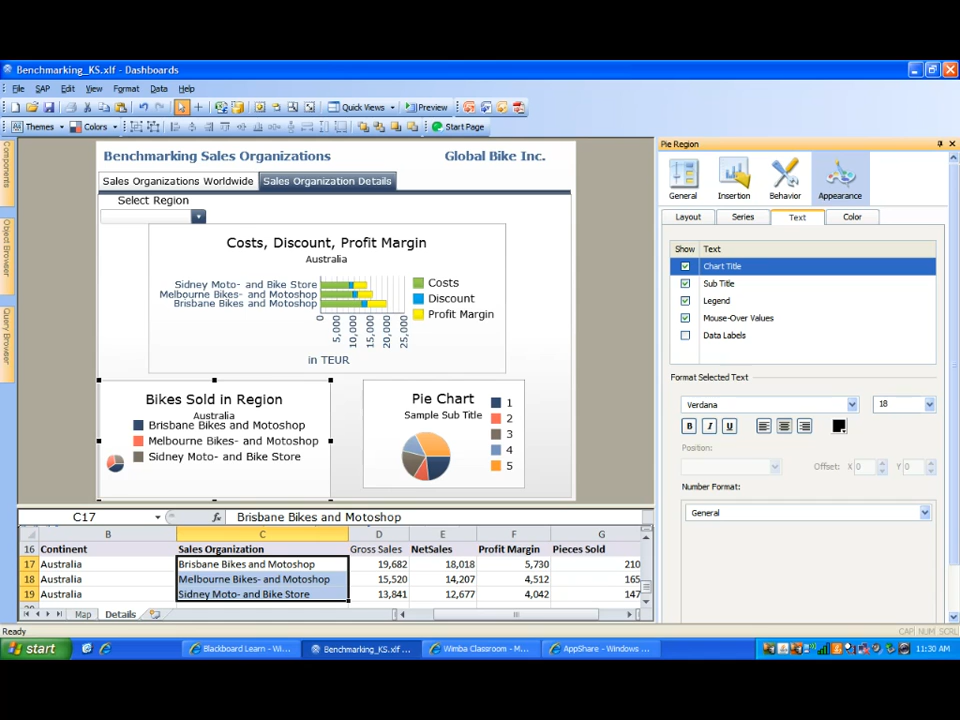 Benchmarking_KS.xlf - Dashboards
File SAP Edit View Format Data Help
Quick Views Preview
Themes Colors Start Page
Components
Object Browser
Query Browser
Benchmarking Sales Organizations Global Bike Inc.
Sales Organizations Worldwide Sales Organization Details
Select Region
Costs, Discount, Profit Margin
Australia
Sidney Moto- and Bike Store
Melbourne Bikes- and Motoshop
Brisbane Bikes and Motoshop
0 5,000 10,000 15,000 20,000 25,000
in TEUR
Costs
Discount
Profit Margin
Bikes Sold in Region
Australia
Brisbane Bikes and Motoshop
Melbourne Bikes- and Motoshop
Sidney Moto- and Bike Store
Pie Chart
Sample Sub Title
1
2
3
4
5
C17 fx Brisbane Bikes and Motoshop
B C D E F G
16 Continent Sales Organization Gross Sales NetSales Profit Margin Pieces Sold
17 Australia Brisbane Bikes and Motoshop 19,682 18,018 5,730 210
18 Australia Melbourne Bikes- and Motoshop 15,520 14,207 4,512 165
19 Australia Sidney Moto- and Bike Store 13,841 12,677 4,042 147
Map Details
Pie Region
General Insertion Behavior Appearance
Layout Series Text Color
Show Text
Chart Title
Sub Title
Legend
Mouse-Over Values
Data Labels
Format Selected Text
Verdana 18
B I U
Position: Offset: X 0 Y 0
Number Format:
General
Ready CAP NUM SCRL
start Blackboard Learn - Wi... Benchmarking_KS.xlf ... Wimba Classroom - M... AppShare - Windows ... 11:30 AM